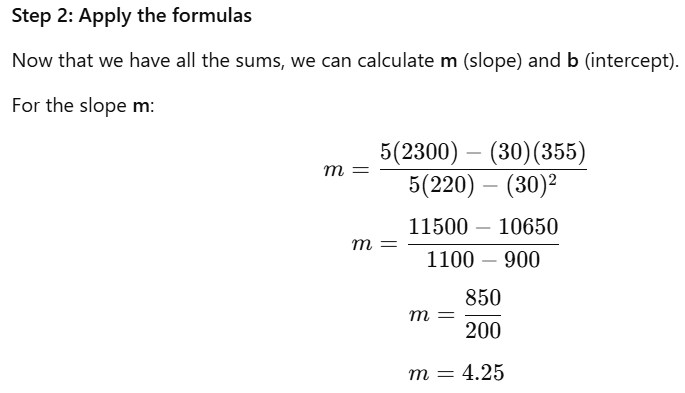 Step 2: Apply the formulas
Now that we have all the sums, we can calculate m (slope) and b (intercept).
For the slope m:
m = \frac{5(2300) − (30)(355)}{5(220) − (30)²}
m = \frac{11500 − 10650}{1100 − 900}
m = \frac{850}{200}
m = 4.25